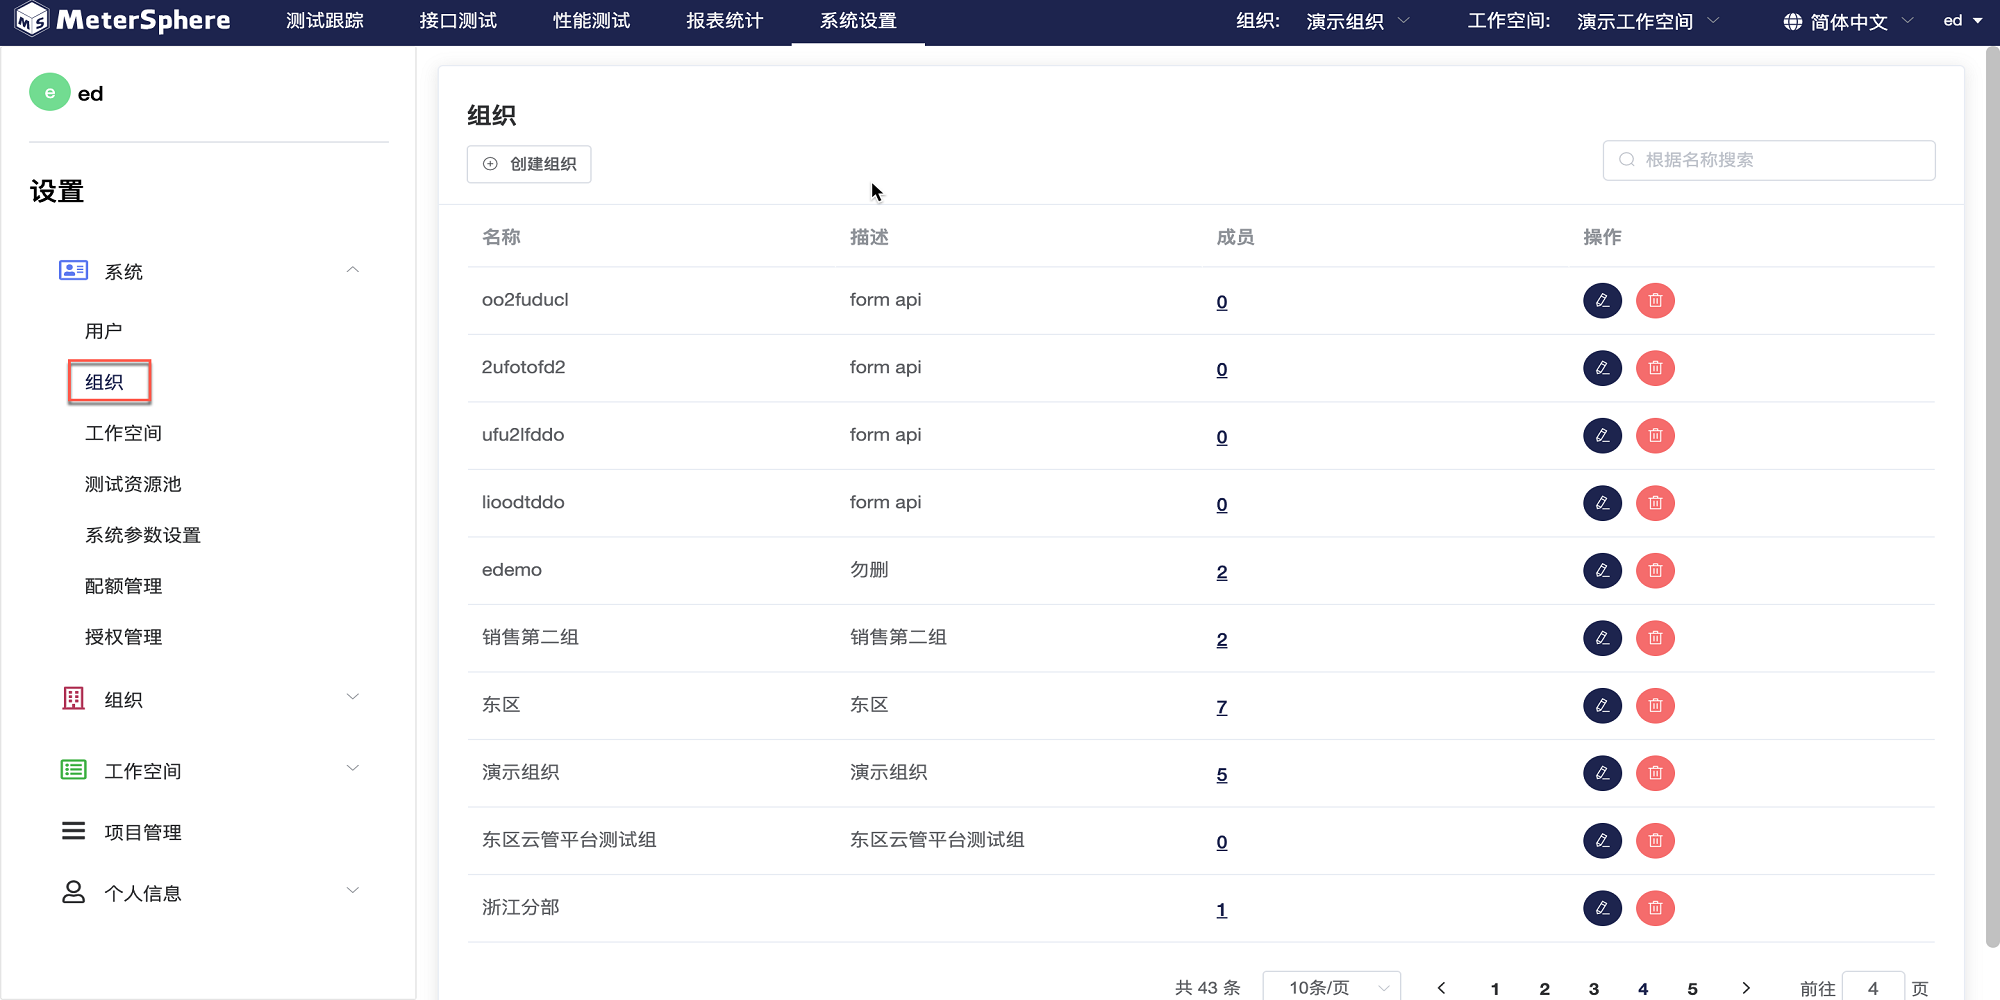 MeterSphere 测试跟踪 接口测试 性能测试 报表统计 系统设置 组织: 演示组织 工作空间: 演示工作空间 简体中文 ed
e ed
设置
系统
用户
组织
工作空间
测试资源池
系统参数设置
配额管理
授权管理
组织
工作空间
项目管理
个人信息
组织
创建组织 根据名称搜索
名称 描述 成员 操作
oo2fuducl form api 0
2ufotofd2 form api 0
ufu2lfddo form api 0
lioodtddo form api 0
edemo 勿删 2
销售第二组 销售第二组 2
东区 东区 7
演示组织 演示组织 5
东区云管平台测试组 东区云管平台测试组 0
浙江分部 1
共 43 条 10条/页 1 2 3 4 5 前往 4 页